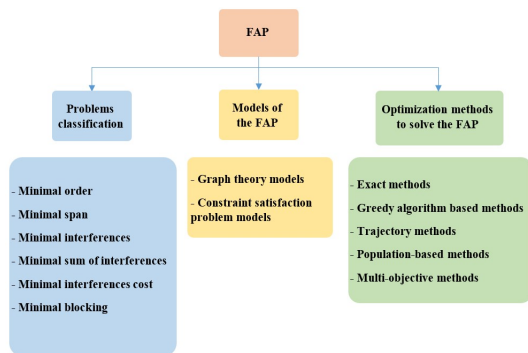 FAP
Problems
classification
Models of
the FAP
Optimization methods
to solve the FAP
- Minimal order
- Minimal span
- Minimal interferences
- Minimal sum of interferences
- Minimal interferences cost
- Minimal blocking
- Graph theory models
- Constraint satisfaction
problem models
- Exact methods
- Greedy algorithm based methods
- Trajectory methods
- Population-based methods
- Multi-objective methods